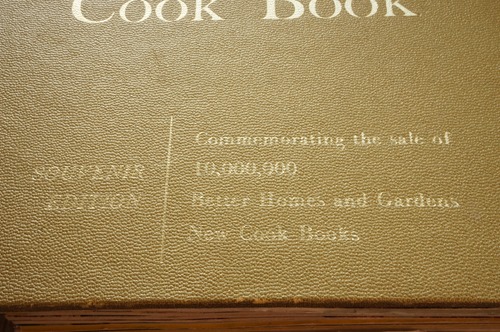 Cook Book
SOUVENIR
EDITION
Commemorating the sale of
10,000,000
Better Homes and Gardens
New Cook Books